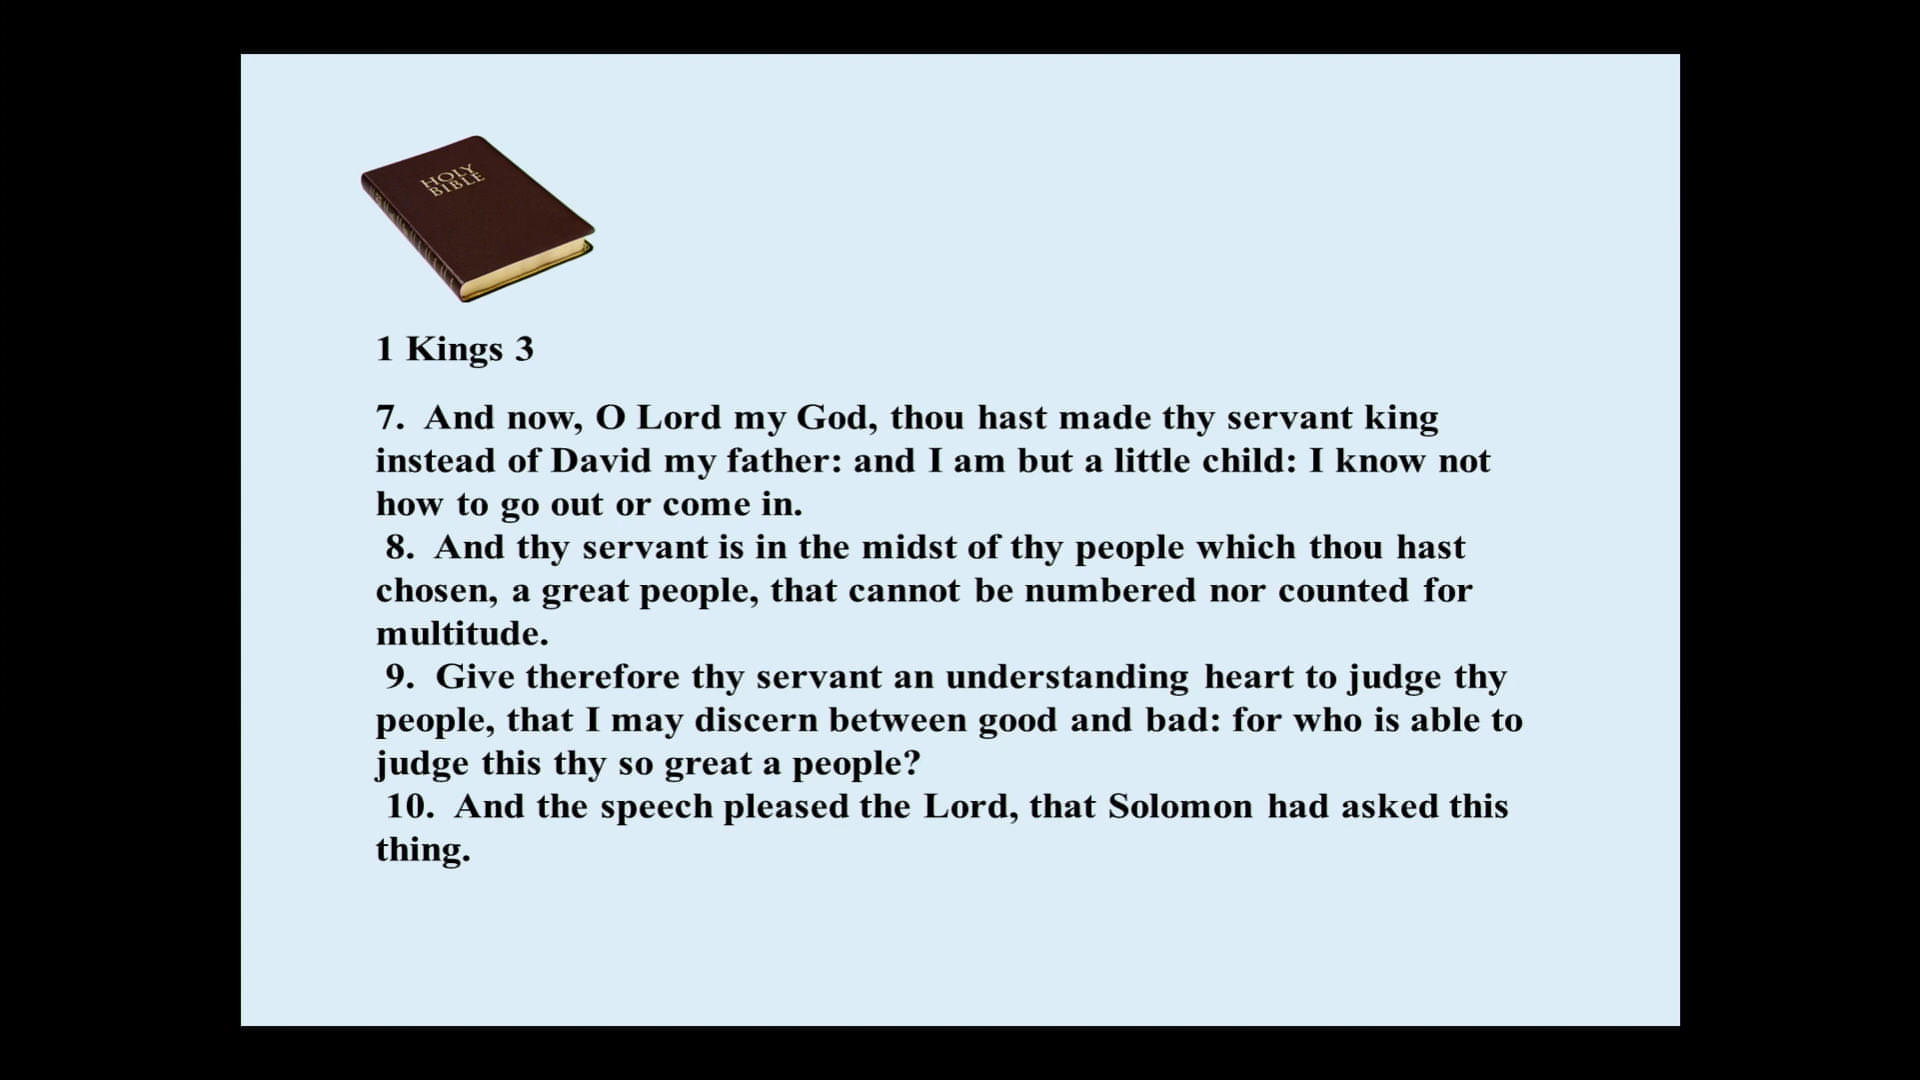 HOLY
BIBLE
1 Kings 3
7. And now, O Lord my God, thou hast made thy servant king
instead of David my father: and I am but a little child: I know not
how to go out or come in.
8. And thy servant is in the midst of thy people which thou hast
chosen, a great people, that cannot be numbered nor counted for
multitude.
9. Give therefore thy servant an understanding heart to judge thy
people, that I may discern between good and bad: for who is able to
judge this thy so great a people?
10. And the speech pleased the Lord, that Solomon had asked this
thing.